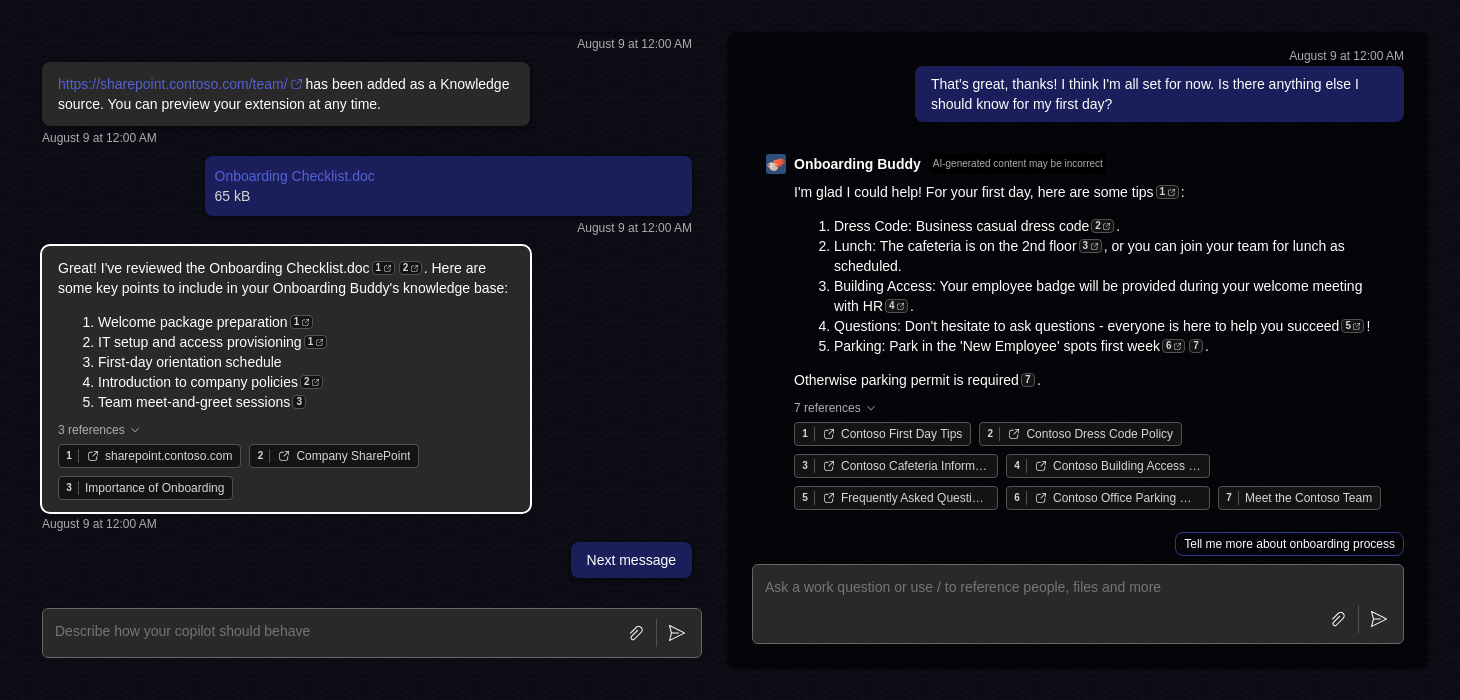 August 9 at 12:00 AM
https://sharepoint.contoso.com/team/ has been added as a Knowledge
source. You can preview your extension at any time.
August 9 at 12:00 AM
Onboarding Checklist.doc
65 kB
August 9 at 12:00 AM
Great! I've reviewed the Onboarding Checklist.doc 1 2 . Here are
some key points to include in your Onboarding Buddy's knowledge base:
1. Welcome package preparation 1
2. IT setup and access provisioning 1
3. First-day orientation schedule
4. Introduction to company policies 2
5. Team meet-and-greet sessions 3
3 references
1 sharepoint.contoso.com 2 Company SharePoint
3 Importance of Onboarding
August 9 at 12:00 AM
Next message
Describe how your copilot should behave
August 9 at 12:00 AM
That's great, thanks! I think I'm all set for now. Is there anything else I
should know for my first day?
Onboarding Buddy AI-generated content may be incorrect
I'm glad I could help! For your first day, here are some tips 1 :
1. Dress Code: Business casual dress code 2 .
2. Lunch: The cafeteria is on the 2nd floor 3 , or you can join your team for lunch as
scheduled.
3. Building Access: Your employee badge will be provided during your welcome meeting
with HR 4 .
4. Questions: Don't hesitate to ask questions - everyone is here to help you succeed 5 !
5. Parking: Park in the 'New Employee' spots first week 6 7 .
Otherwise parking permit is required 7 .
7 references
1 Contoso First Day Tips 2 Contoso Dress Code Policy
3 Contoso Cafeteria Inform… 4 Contoso Building Access …
5 Frequently Asked Questi… 6 Contoso Office Parking … 7 Meet the Contoso Team
Tell me more about onboarding process
Ask a work question or use / to reference people, files and more